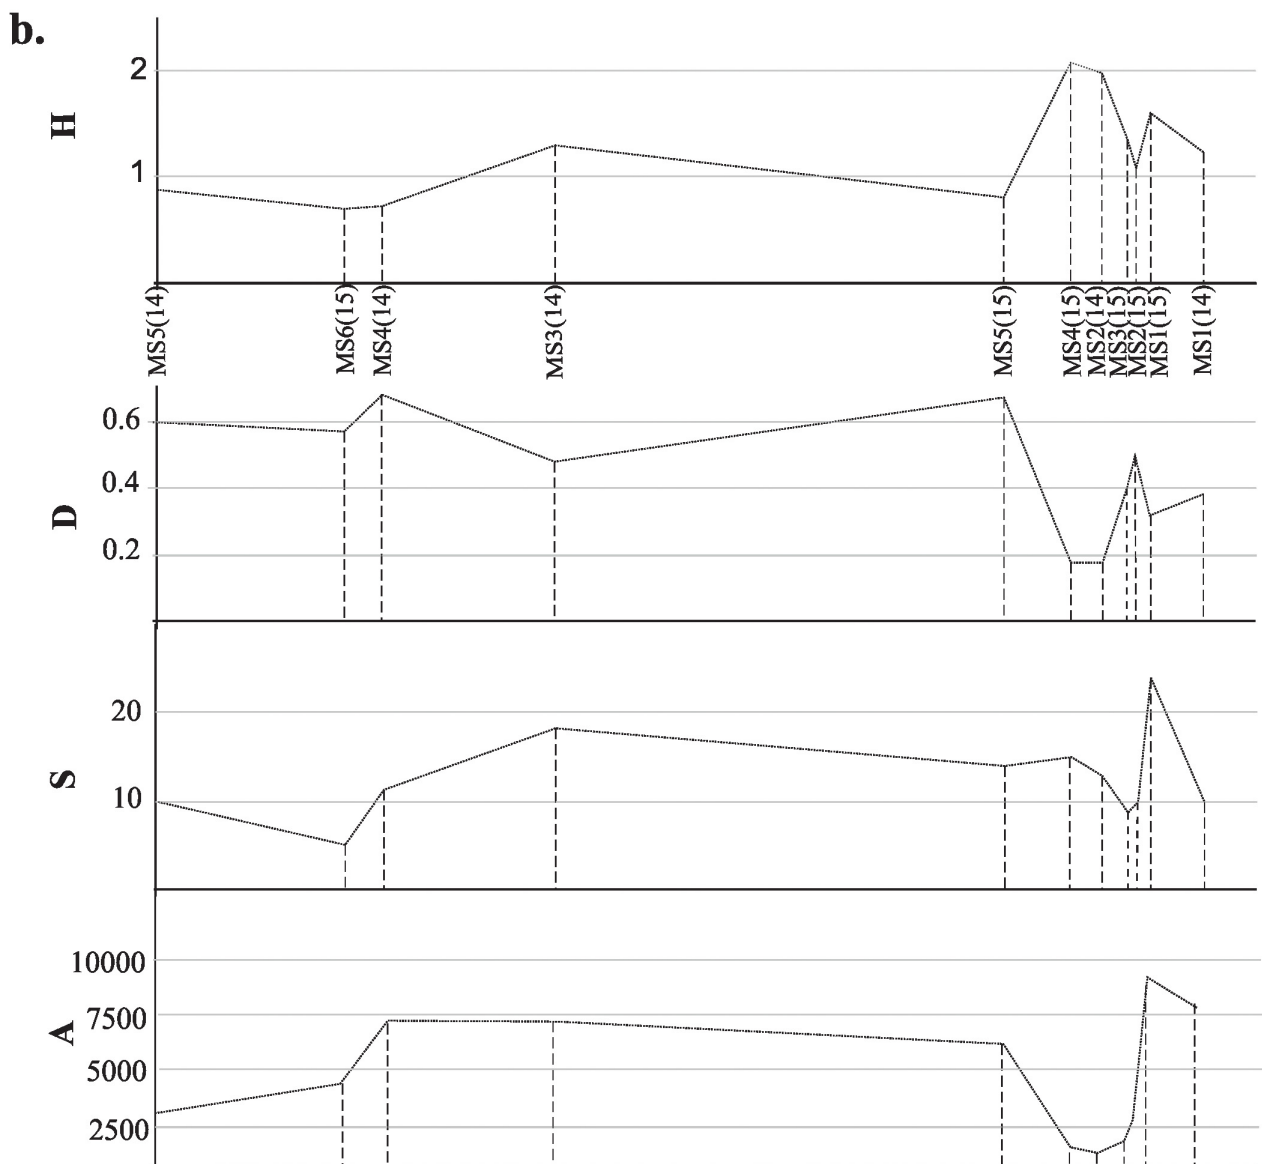 b.
H
2
1
MS5(14)
MS6(15)
MS4(14)
MS3(14)
MS5(15)
MS4(15)
MS2(14)
MS3(15)
MS2(15)
MS1(15)
MS1(14)
D
0.6
0.4
0.2
S
20
10
A
10000
7500
5000
2500